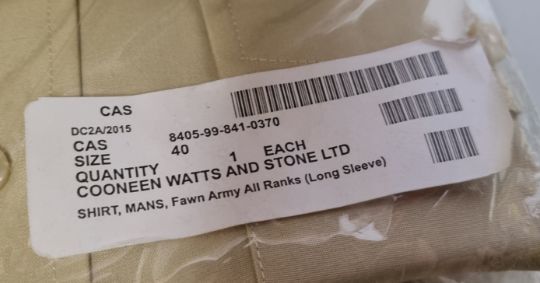 CAS
DC2A/2015
CAS 8405-99-841-0370
SIZE 40
QUANTITY 1 EACH
COONEEN WATTS AND STONE LTD
SHIRT, MANS, Fawn Army All Ranks (Long Sleeve)